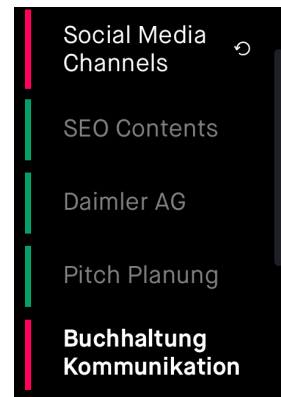 Social Media
Channels
SEO Contents
Daimler AG
Pitch Planung
Buchhaltung
Kommunikation